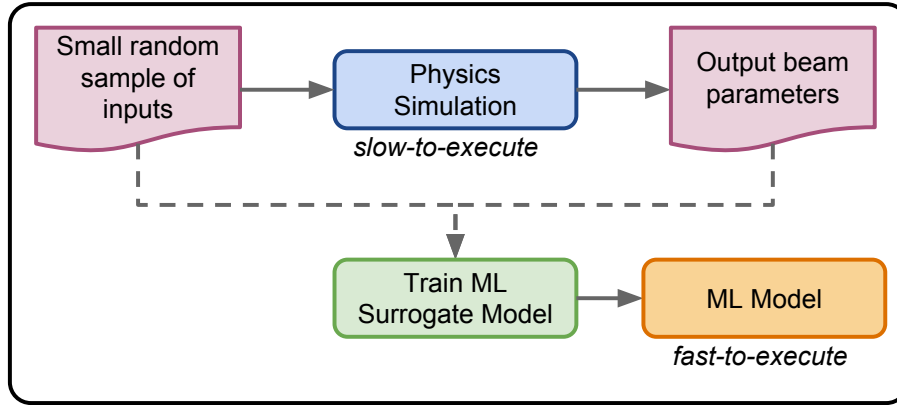 Small random
sample of
inputs
Physics
Simulation
slow-to-execute
Output beam
parameters
Train ML
Surrogate Model
ML Model
fast-to-execute